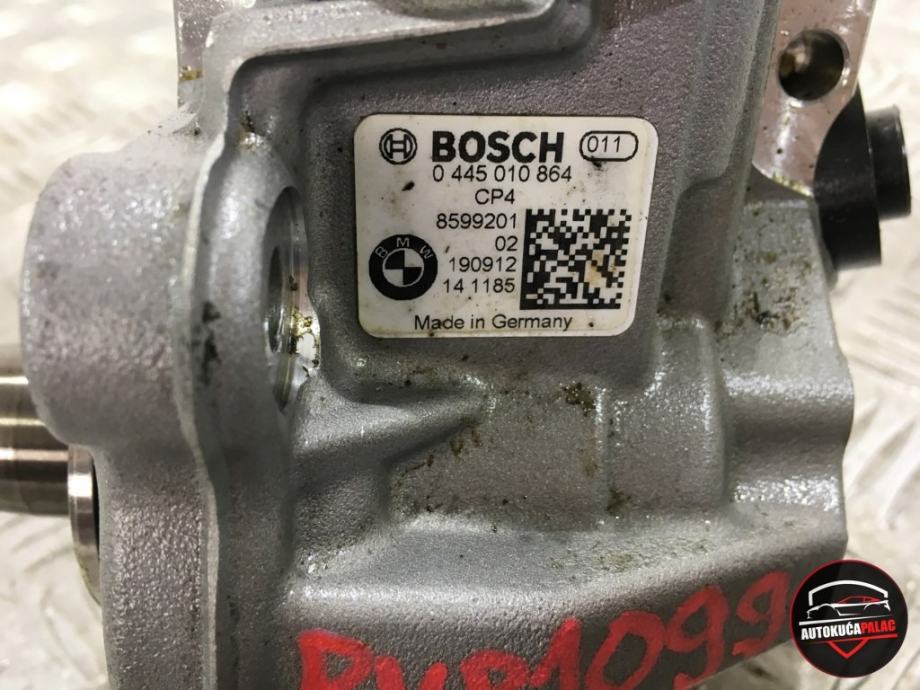 BOSCH 011
0 445 010 864
CP4
8599201
02
BMW
190912
14 1185
Made in Germany
AUTOKUĆA PALAC